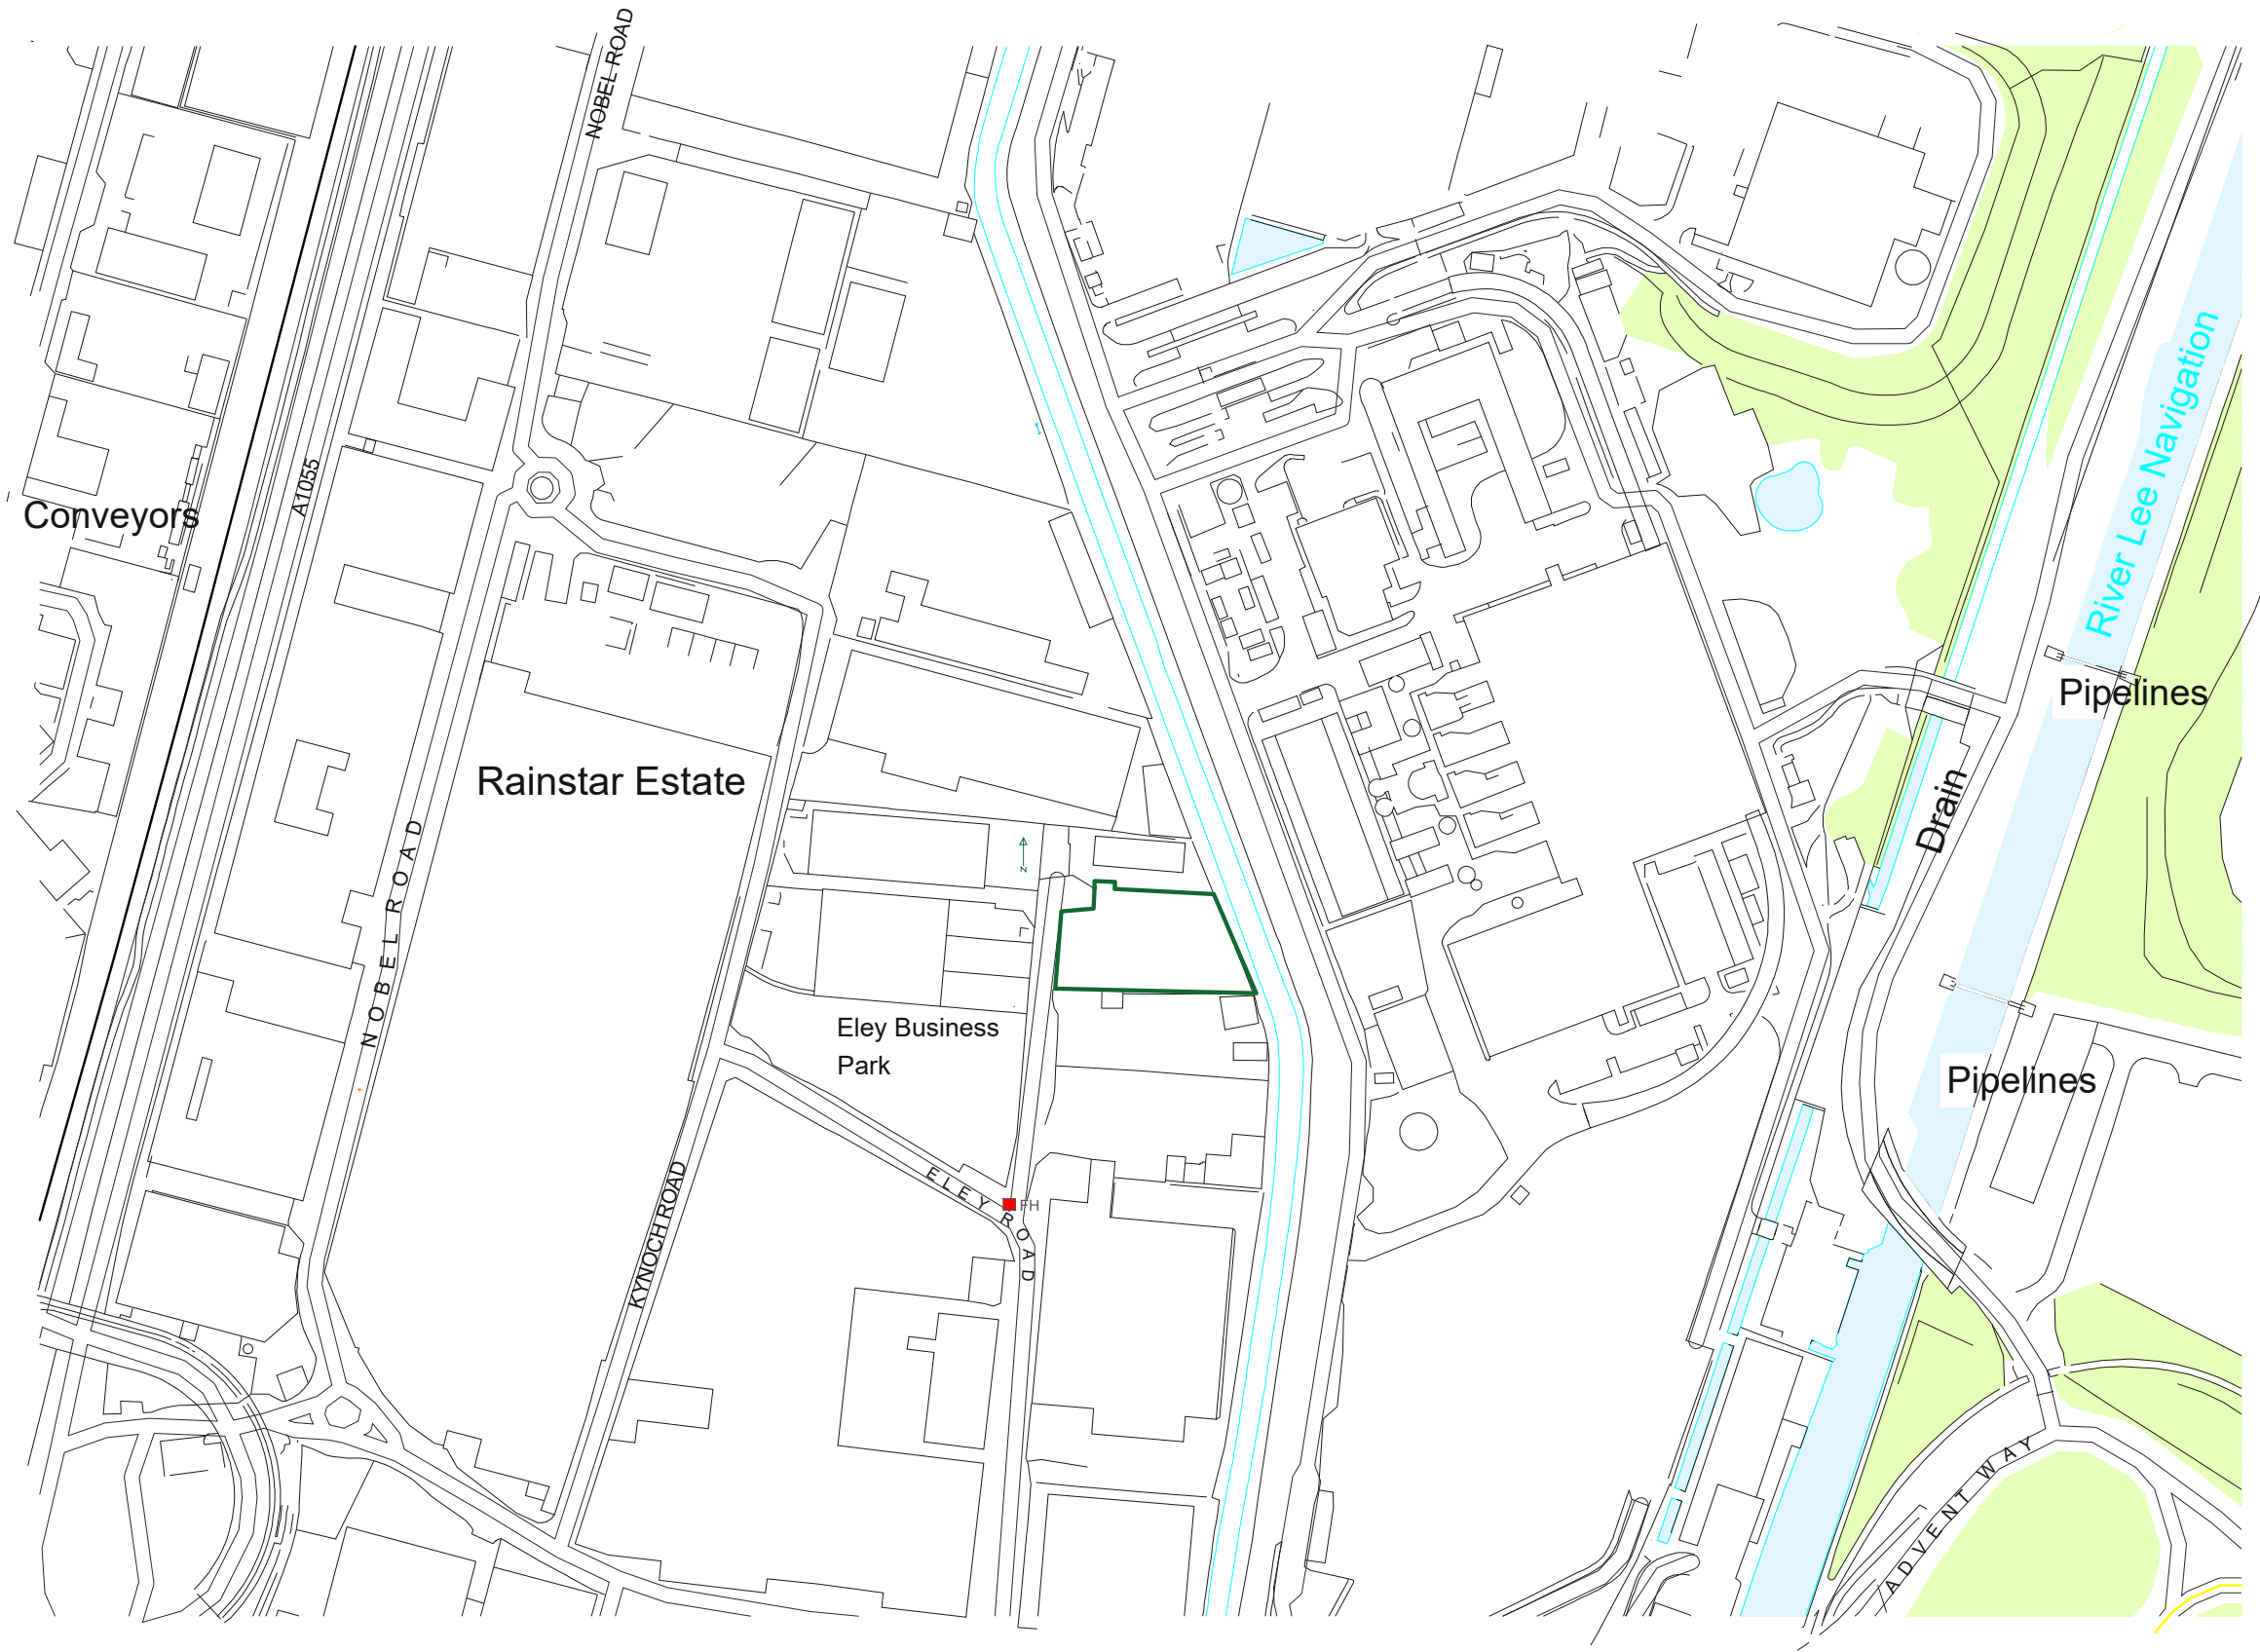 NOBEL ROAD
A1055
Conveyors
River Lee Navigation
Pipelines
Rainstar Estate
Drain
NOBEL ROAD
N
Eley Business
Park
Pipelines
ELEY ROAD
FH
KYNOCH ROAD
ADVENT WAY